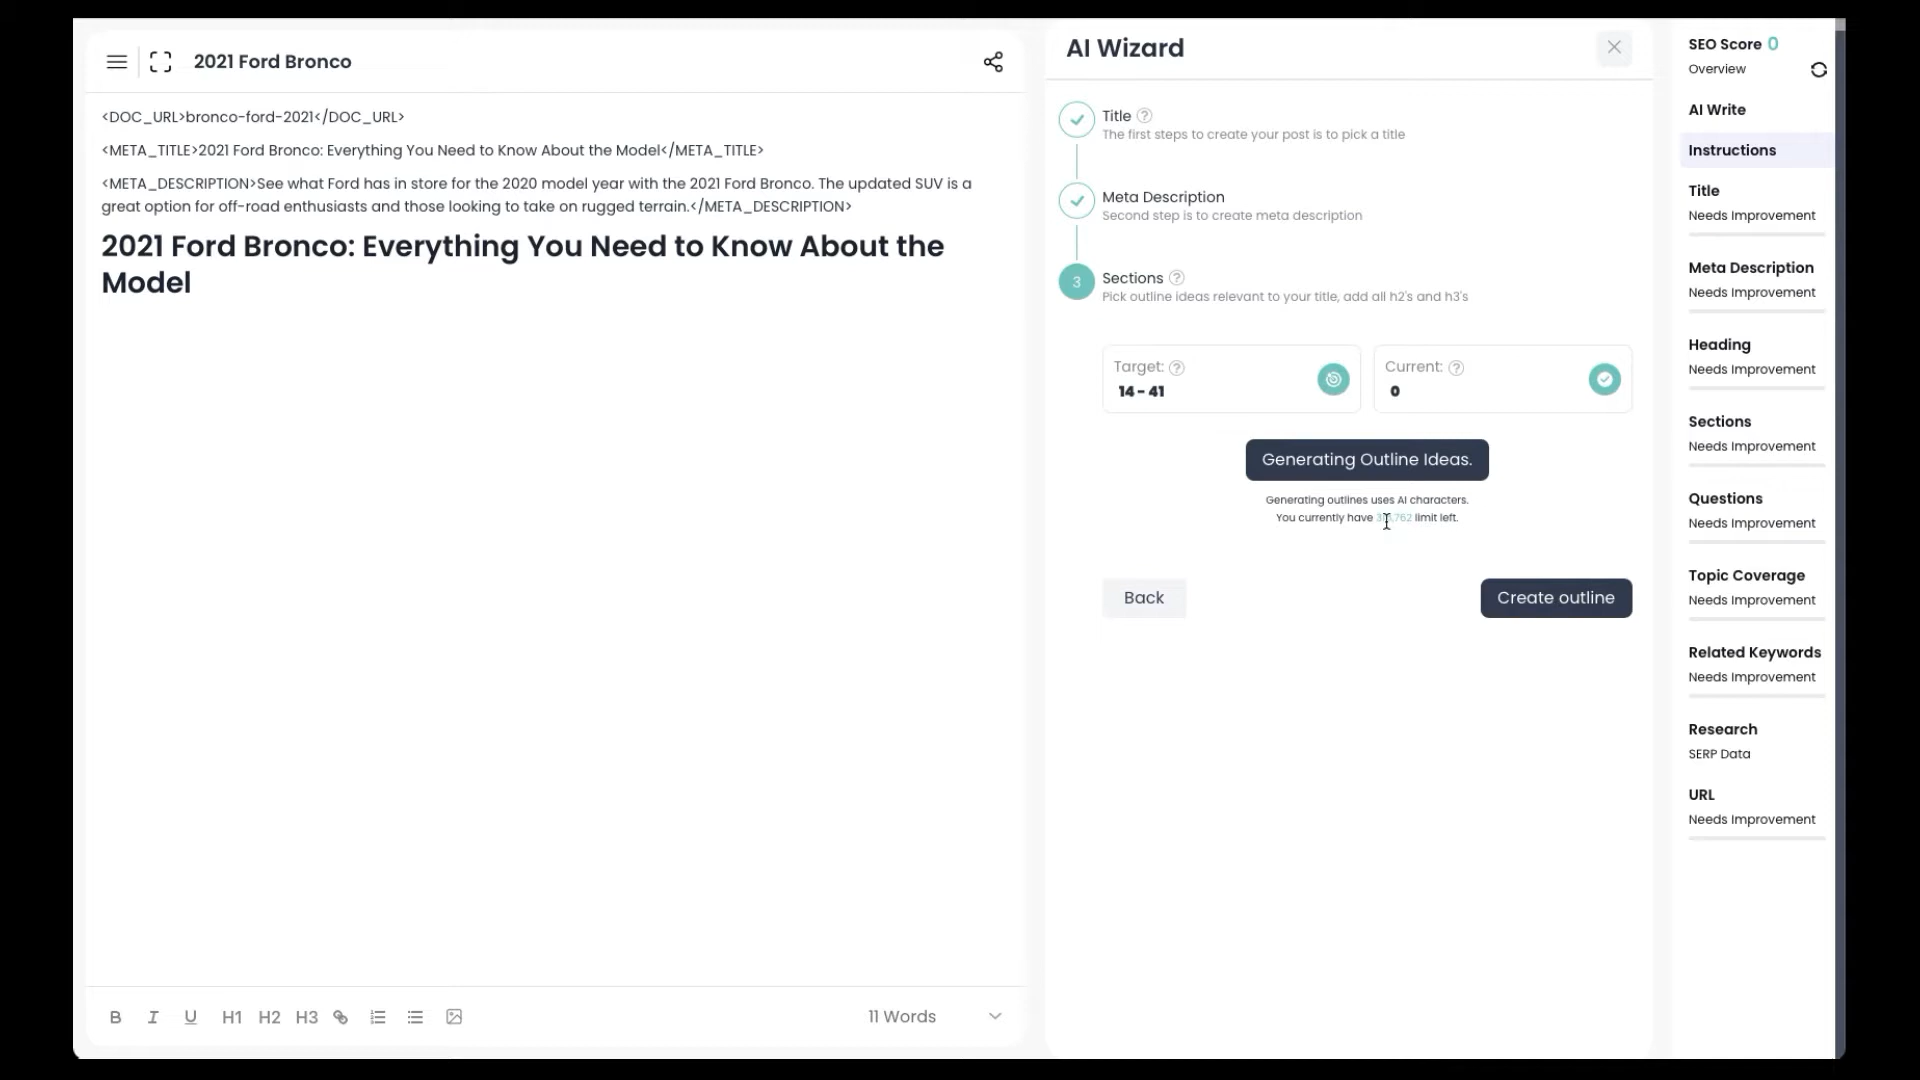 2021 Ford Bronco
<DOC_URL>bronco-ford-2021</DOC_URL>
<META_TITLE>2021 Ford Bronco: Everything You Need to Know About the Model</META_TITLE>
<META_DESCRIPTION>See what Ford has in store for the 2020 model year with the 2021 Ford Bronco. The updated SUV is a
great option for off-road enthusiasts and those looking to take on rugged terrain.</META_DESCRIPTION>
2021 Ford Bronco: Everything You Need to Know About the
Model
B I U H1 H2 H3
11 Words
AI Wizard
Title ?
The first steps to create your post is to pick a title
Meta Description
Second step is to create meta description
3
Sections ?
Pick outline ideas relevant to your title, add all h2's and h3's
Target: ?
14 - 41
Current: ?
0
Generating Outline Ideas.
Generating outlines uses AI characters.
You currently have limit left.
Back
Create outline
SEO Score 0
Overview
AI Write
Instructions
Title
Needs Improvement
Meta Description
Needs Improvement
Heading
Needs Improvement
Sections
Needs Improvement
Questions
Needs Improvement
Topic Coverage
Needs Improvement
Related Keywords
Needs Improvement
Research
SERP Data
URL
Needs Improvement